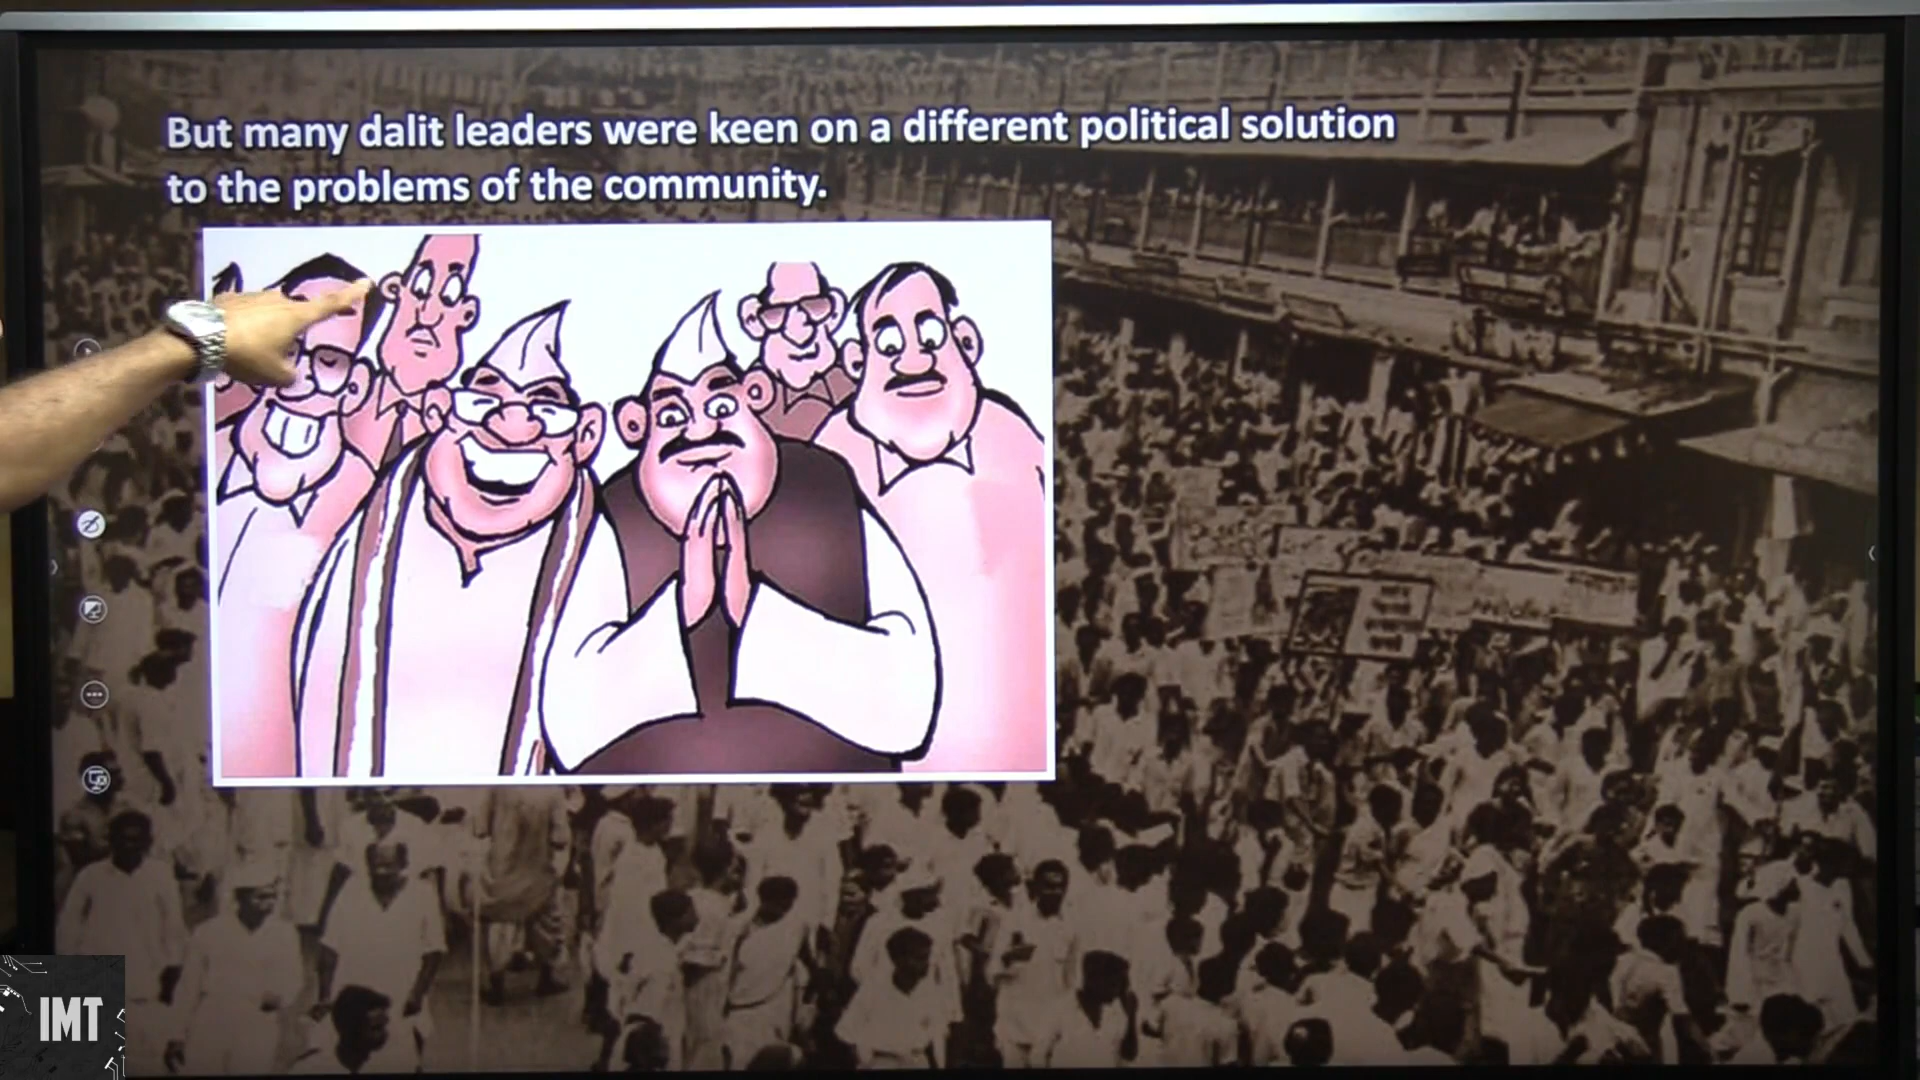 But many dalit leaders were keen on a different political solution
to the problems of the community.
IMT